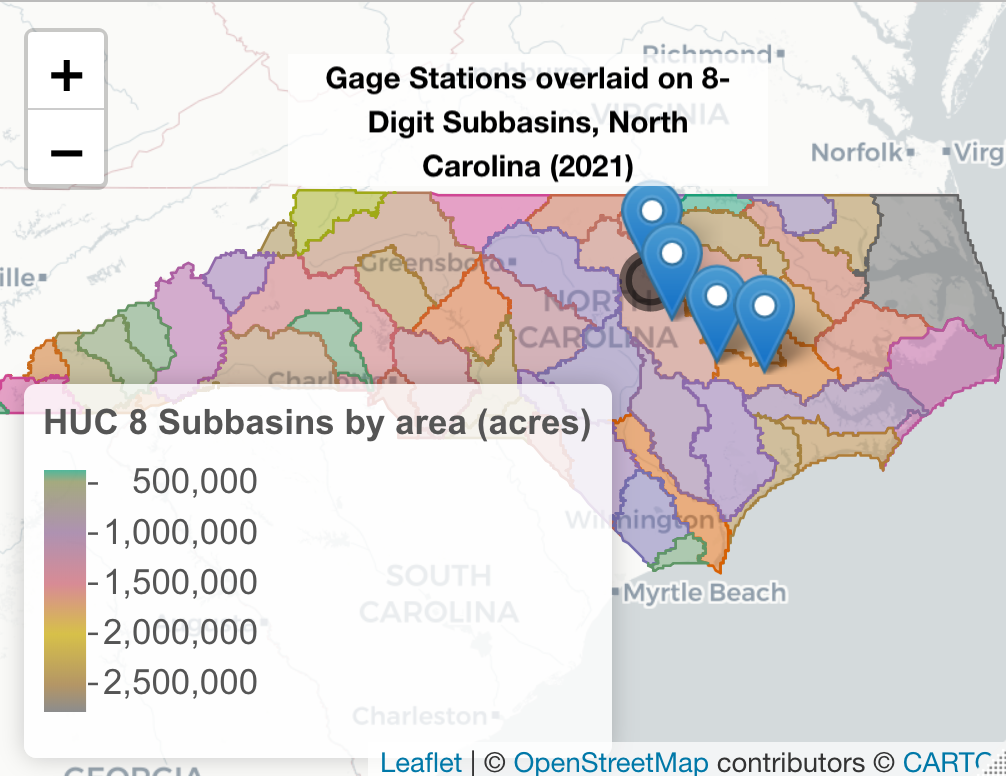 +
−
Richmond
Gage Stations overlaid on 8-
Digit Subbasins, North
Carolina (2021)
VIRGINIA
Norfolk
Virg
ille
Greensboro
NORTH
CAROLINA
Charlot
HUC 8 Subbasins by area (acres)
500,000
1,000,000
1,500,000
2,000,000
2,500,000
Wilmington
SOUTH
CAROLINA
Myrtle Beach
Augusta
Charleston
GEORGIA
Leaflet | © OpenStreetMap contributors © CARTO